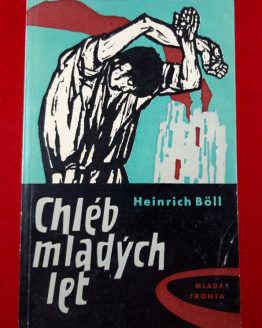 Heinrich Böll
Chléb
mladých
let
MLADÁ
FRONTA